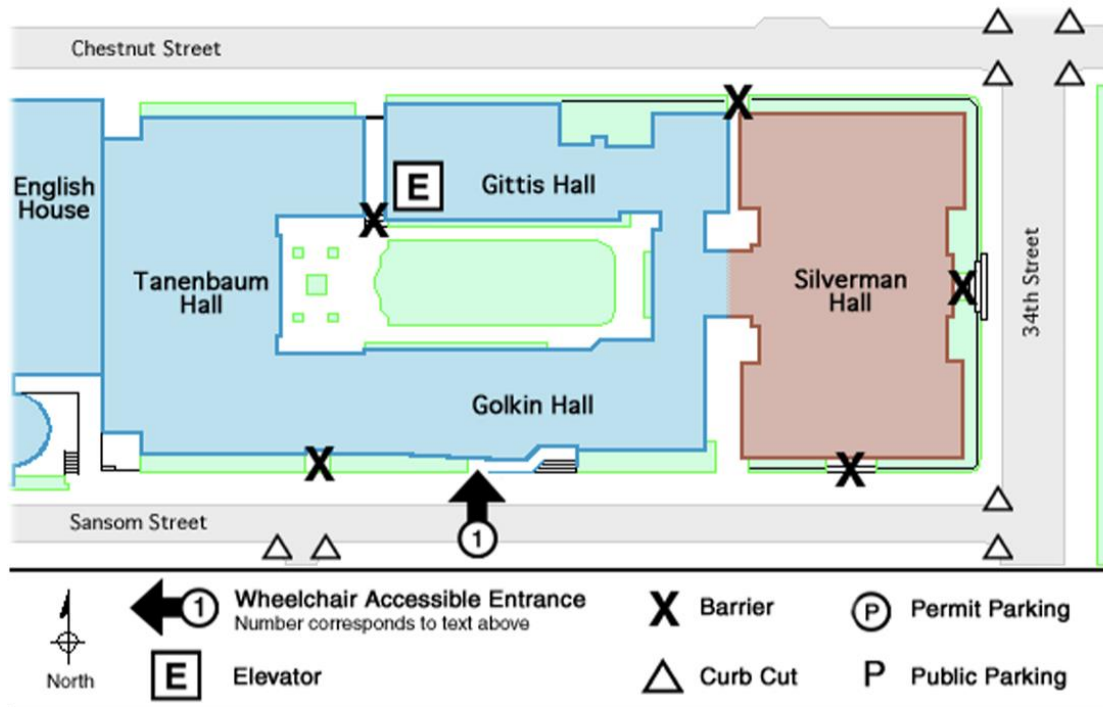 Chestnut Street
X
English
House
E
Gittis Hall
X
Tanenbaum
Hall
Silverman
Hall
X
34th Street
Golkin Hall
X
X
Sansom Street
1
1
Wheelchair Accessible Entrance
Number corresponds to text above
X
Barrier
P
Permit Parking
North
E
Elevator
Curb Cut
P
Public Parking